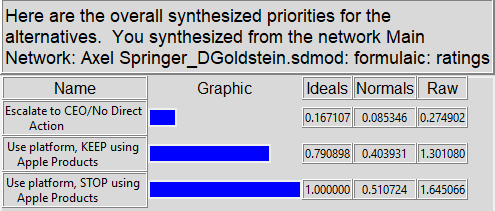 Here are the overall synthesized priorities for the
alternatives.  You synthesized from the network Main
Network: Axel Springer_DGoldstein.sdmod: formulaic: ratings
Name Graphic Ideals Normals Raw
Escalate to CEO/No Direct
Action 0.167107 0.085346 0.274902
Use platform, KEEP using
Apple Products 0.790898 0.403931 1.301080
Use platform, STOP using
Apple Products 1.000000 0.510724 1.645066